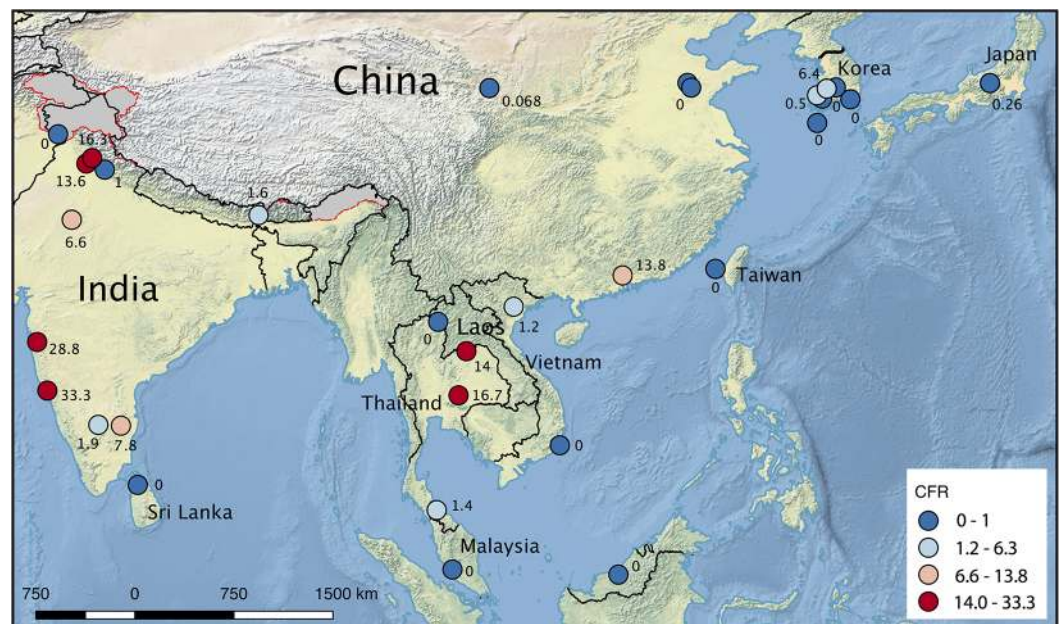 Japan
China
Korea
6.4
0.068
0
0.5
0
0
0.26
0
0
16.3
13.6
1
1.6
6.6
India
13.8
Taiwan
0
1.2
0
Laos
28.8
14
Vietnam
33.3
Thailand
16.7
1.9
7.8
0
0
Sri Lanka
1.4
Malaysia
0
0
CFR
0 - 1
1.2 - 6.3
6.6 - 13.8
14.0 - 33.3
750
0
750
1500 km